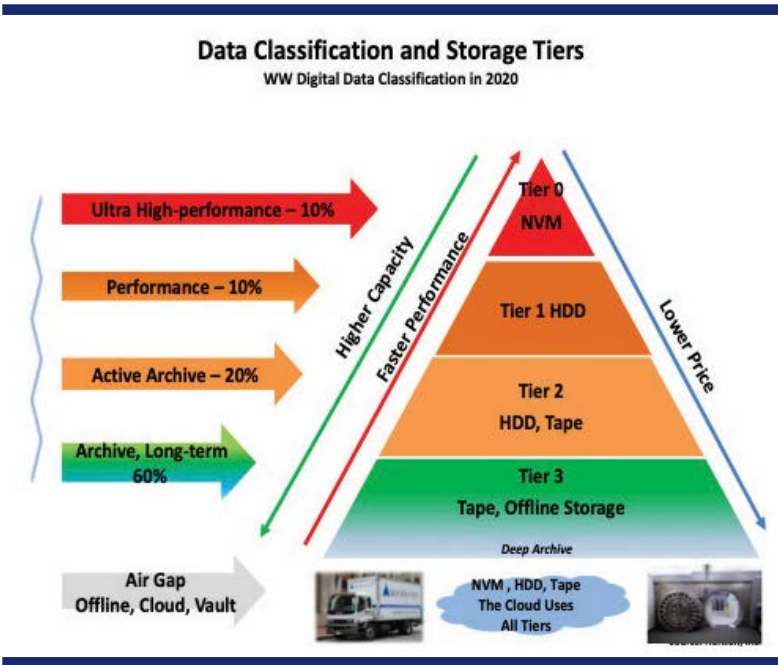 Data Classification and Storage Tiers
WW Digital Data Classification in 2020
Ultra High-performance – 10%
Performance – 10%
Active Archive – 20%
Archive, Long-term
60%
Air Gap
Offline, Cloud, Vault
Higher Capacity
Faster Performance
Lower Price
Tier 0
NVM
Tier 1 HDD
Tier 2
HDD, Tape
Tier 3
Tape, Offline Storage
Deep Archive
NVM , HDD, Tape
The Cloud Uses
All Tiers